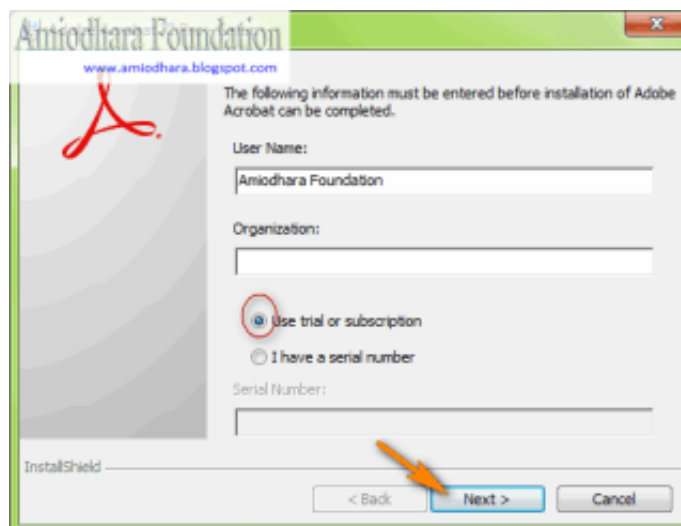 Amiodhara Foundation
www.amiodhara.blogspot.com
The following information must be entered before installation of Adobe
Acrobat can be completed.
User Name:
Amiodhara Foundation
Organization:
Use trial or subscription
I have a serial number
Serial Number:
InstallShield
< Back
Next >
Cancel